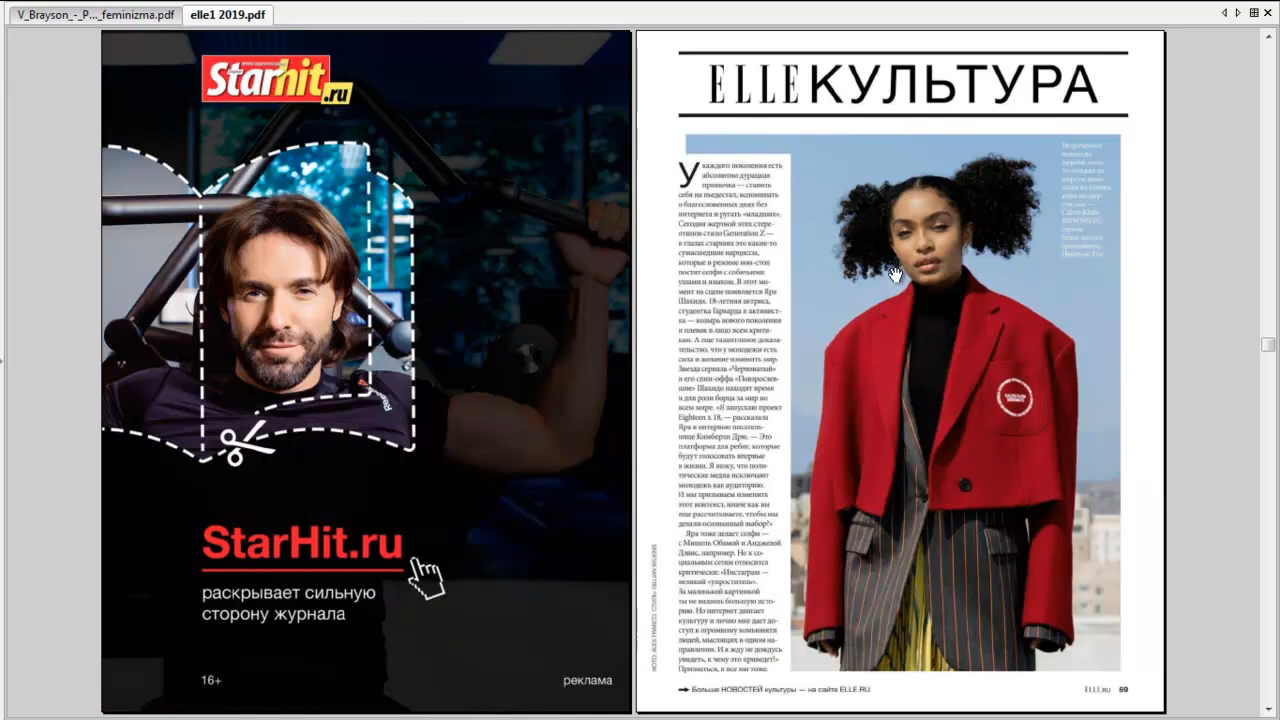 V_Brayson_-_P..._feminizma.pdf
elle1 2019.pdf
Starhit.ru
StarHit.ru
раскрывает сильную
сторону журнала
16+
реклама
ELLE КУЛЬТУРА
У каждого поколения есть
абсолютно дурацкая
привычка — ставить
себя на пьедестал, вспоминать
о благословенных днях без
интернета и ругать «младших».
Сегодня жертвой этих стере-
отипов стало Generation Z —
в глазах старших это какие-то
сумасшедшие нарциссы,
которые в режиме нон-стоп
постят селфи с собачьими
ушами и языком. В этот мо-
мент на сцене появляется Яра
Шахиди. 18-летняя актриса,
студентка Гарварда и активист-
ка — козырь нового поколения
и плевок в лицо всем крити-
кам. А еще талантливое доказа-
тельство, что у молодежи есть
сила и желание изменить мир.
Звезда сериала «Черноватый»
и его спин-оффа «Повзрослев-
шие» Шахиди находит время
и для роли борца за мир во
всем мире. «Я запускаю проект
Eighteen x 18, — рассказала
Яра в интервью писатель-
нице Кимберли Дрю. — Это
платформа для ребят, которые
будут голосовать впервые
в жизни. Я вижу, что поли-
тические медиа исключают
молодежь как аудиторию.
И мы призываем изменить
этот контекст, иначе как вы
еще рассчитываете, чтобы мы
делали осознанный выбор?»
Яра тоже делает селфи —
с Мишель Обамой и Анджелой
Дэвис, например. Но к со-
циальным сетям относится
критически: «Инстаграм —
великий «упроститель».
За маленькой картинкой
ты не видишь большую исто-
рию. Но интернет двигает
культуру и лично мне дает до-
ступ к огромному комьюнити
людей, мыслящих в одном на-
правлении. И я жду не дождусь
увидеть, к чему это приведет!»
Признаться, и все мы тоже.
Calvin Klein
205W39NYC;
Больше НОВОСТЕЙ культуры — на сайте ELLE.RU
ELLE.RU 69